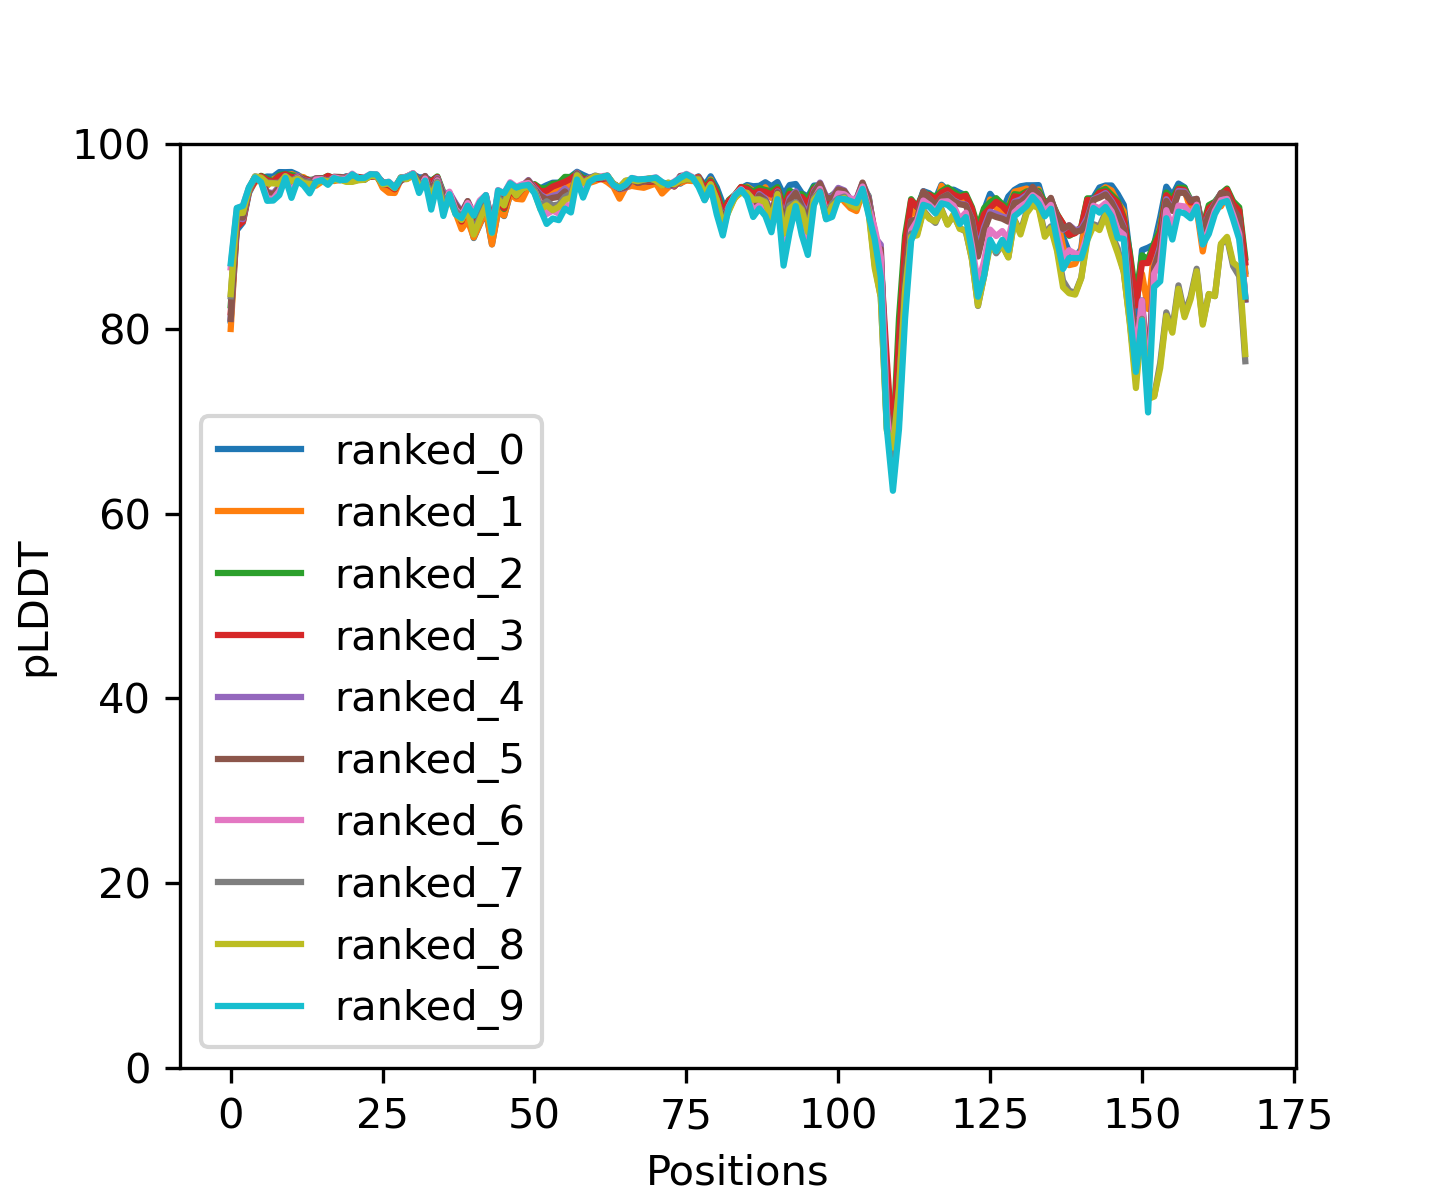 100
80
60
40
20
0
pLDDT
ranked_0
ranked_1
ranked_2
ranked_3
ranked_4
ranked_5
ranked_6
ranked_7
ranked_8
ranked_9
0 25 50 75 100 125 150 175
Positions